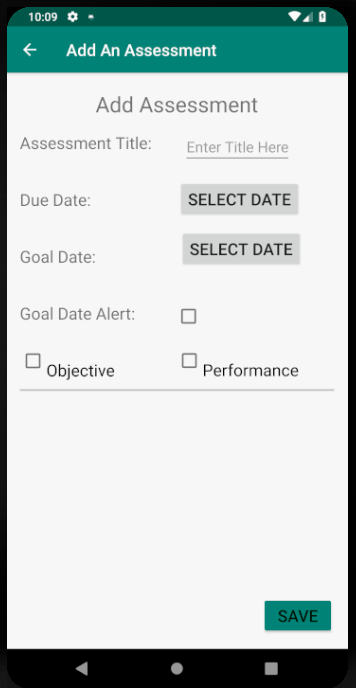 10:09
Add An Assessment
Add Assessment
Assessment Title: Enter Title Here
Due Date: SELECT DATE
Goal Date: SELECT DATE
Goal Date Alert:
Objective Performance
SAVE